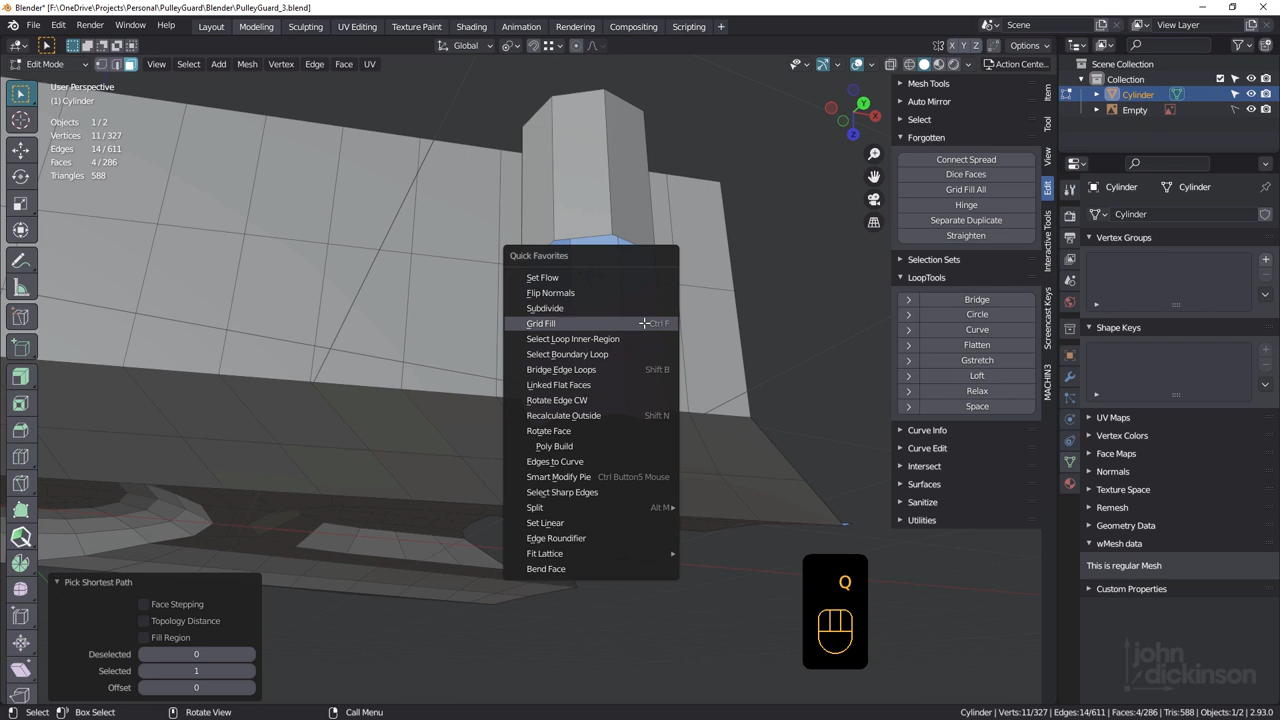 Blender* [F:\OneDrive\Projects\Personal\PulleyGuard\Blender\PulleyGuard_3.blend]
File Edit Render Window Help Layout Modeling Sculpting UV Editing Texture Paint Shading Animation Rendering Compositing Scripting + Scene View Layer
Global X Y Z Options
Edit Mode View Select Add Mesh Vertex Edge Face UV Action Cente...
User Perspective
(1) Cylinder
Objects 1/2
Vertices 11/327
Edges 14/611
Faces 4/286
Triangles 588
Y
X
Z
Quick Favorites
Set Flow
Flip Normals
Subdivide
Grid Fill Ctrl F
Select Loop Inner-Region
Select Boundary Loop
Bridge Edge Loops Shift B
Linked Flat Faces
Rotate Edge CW
Recalculate Outside Shift N
Rotate Face
Poly Build
Edges to Curve
Smart Modify Pie Ctrl Button5 Mouse
Select Sharp Edges
Split Alt M
Set Linear
Edge Roundifier
Fit Lattice
Bend Face
Mesh Tools
Auto Mirror
Select
Forgotten
Connect Spread
Dice Faces
Grid Fill All
Hinge
Separate Duplicate
Straighten
Selection Sets
LoopTools
Bridge
Circle
Curve
Flatten
Gstretch
Loft
Relax
Space
Curve Info
Curve Edit
Intersect
Surfaces
Sanitize
Utilities
Item
Tool
View
Edit
Interactive Tools
Screencast Keys
MACHIN3
Scene Collection
Collection
Cylinder
Empty
Cylinder Cylinder
Cylinder
Vertex Groups
Shape Keys
UV Maps
Vertex Colors
Face Maps
Normals
Texture Space
Remesh
Geometry Data
wMesh data
This is regular Mesh
Custom Properties
Pick Shortest Path
Face Stepping
Topology Distance
Fill Region
Deselected 0
Selected 1
Offset 0
Q
john
dickinson
Select Box Select Rotate View Call Menu Cylinder | Verts:11/327 | Edges:14/611 | Faces:4/286 | Tris:588 | Objects:1/2 | 2.93.0